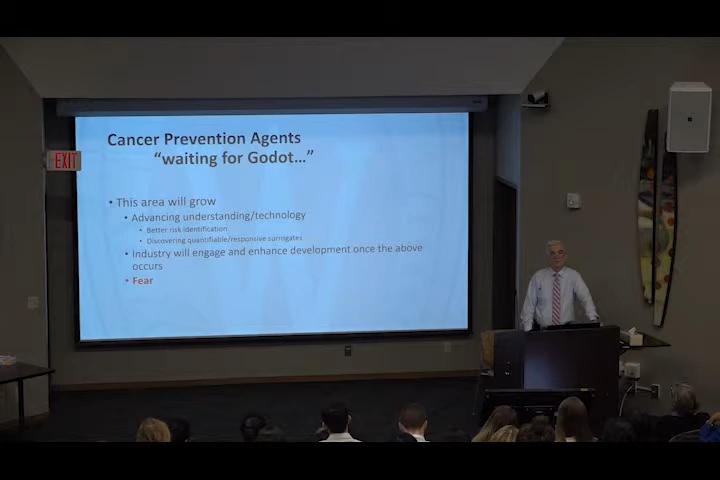 Cancer Prevention Agents
"waiting for Godot..."
EXIT
• This area will grow
• Advancing understanding/technology
• Better risk identification
• Discovering quantifiable/responsive surrogates
• Industry will engage and enhance development once the above
occurs
• Fear